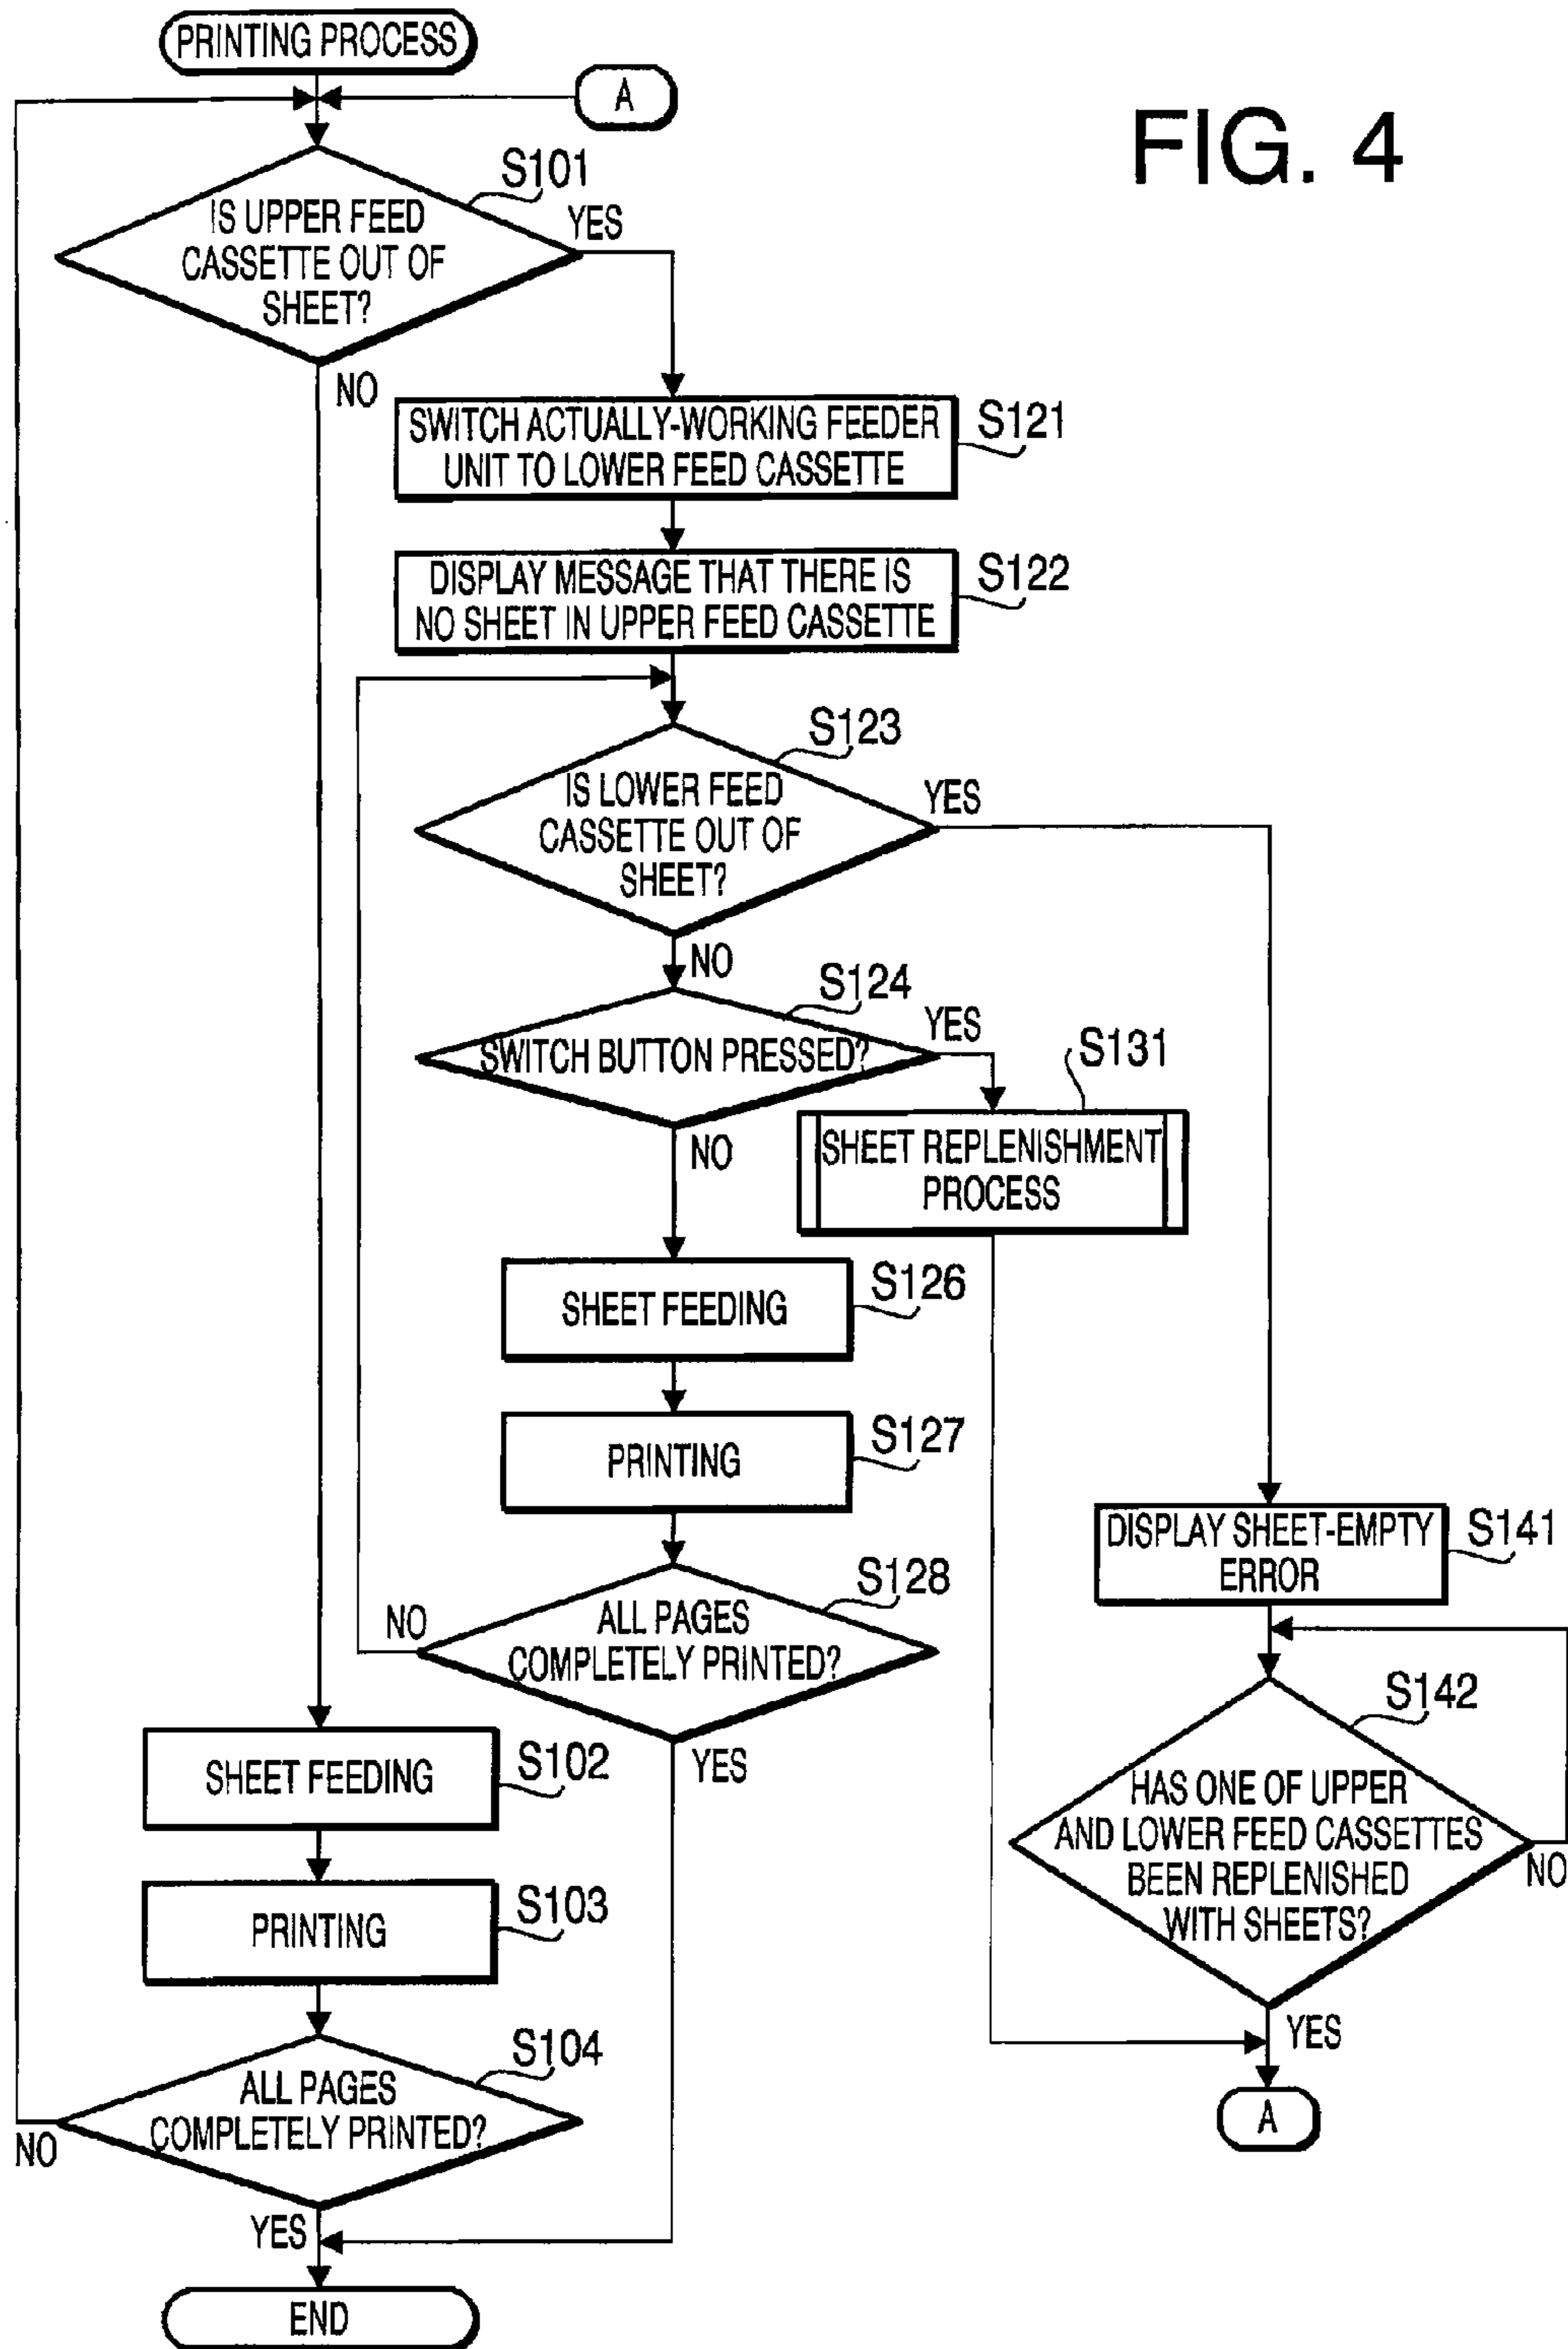 PRINTING PROCESS
A
FIG. 4
S101
IS UPPER FEED
CASSETTE OUT OF
SHEET?
YES
NO
SWITCH ACTUALLY-WORKING FEEDER
UNIT TO LOWER FEED CASSETTE
S121
DISPLAY MESSAGE THAT THERE IS
NO SHEET IN UPPER FEED CASSETTE
S122
S123
IS LOWER FEED
CASSETTE OUT OF
SHEET?
YES
NO
S124
SWITCH BUTTON PRESSED?
YES
NO
S131
SHEET REPLENISHMENT
PROCESS
SHEET FEEDING
S126
PRINTING
S127
S128
ALL PAGES
COMPLETELY PRINTED?
NO
YES
DISPLAY SHEET-EMPTY
ERROR
S141
S142
HAS ONE OF UPPER
AND LOWER FEED CASSETTES
BEEN REPLENISHED
WITH SHEETS?
NO
YES
A
SHEET FEEDING
S102
PRINTING
S103
S104
ALL PAGES
COMPLETELY PRINTED?
NO
YES
END